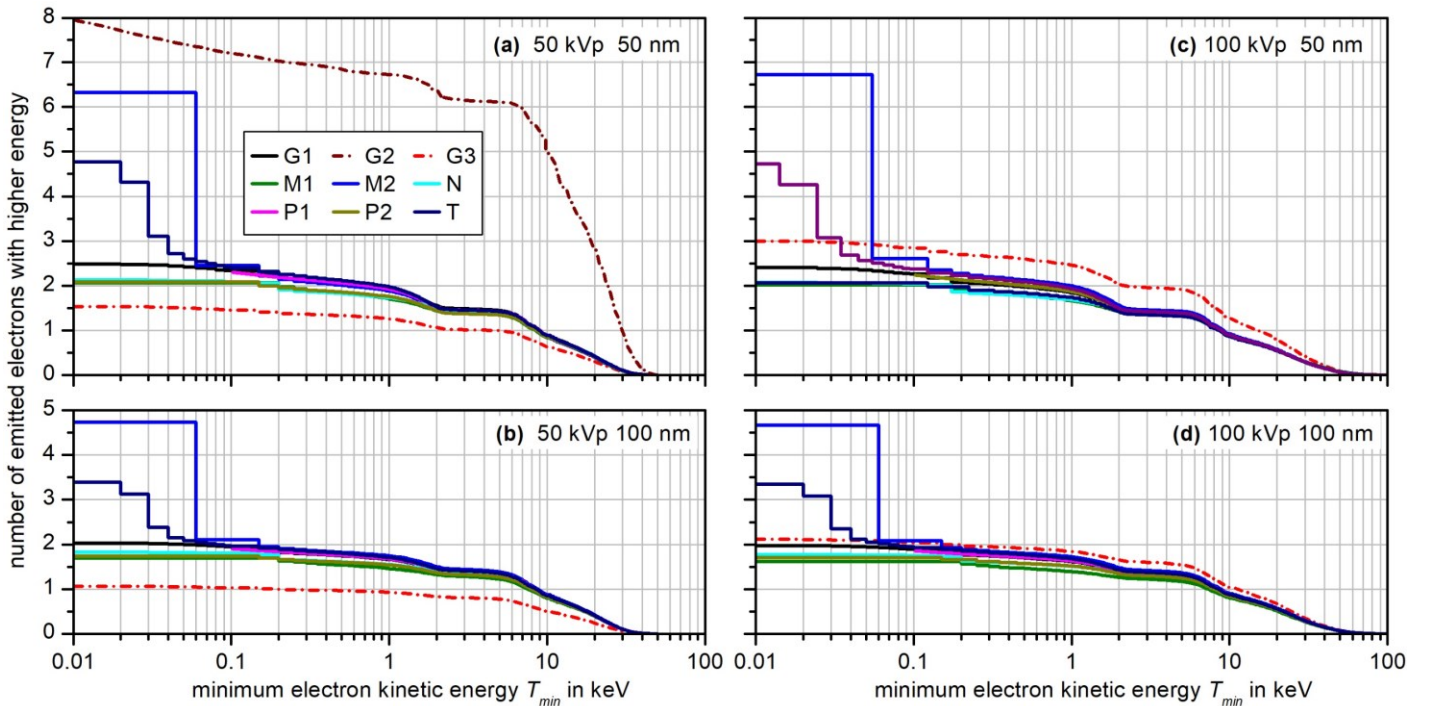 number of emitted electrons with higher energy
8
7
6
5
4
3
2
1
0
(a) 50 kVp 50 nm
G1 G2 G3
M1 M2 N
P1 P2 T
(c) 100 kVp 50 nm
5
4
3
2
1
0
(b) 50 kVp 100 nm
(d) 100 kVp 100 nm
0.01 0.1 1 10 100
0.01 0.1 1 10 100
minimum electron kinetic energy Tmin in keV
minimum electron kinetic energy Tmin in keV